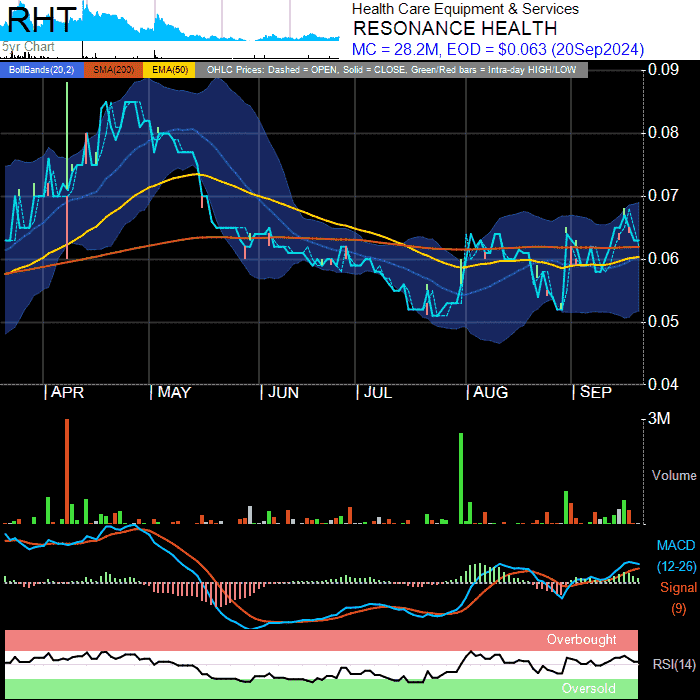 RHT
5yr Chart
Health Care Equipment & Services
RESONANCE HEALTH
MC = 28.2M, EOD = $0.063 (20Sep2024)
BollBands(20,2) SMA(200) EMA(50) OHLC Prices: Dashed = OPEN, Solid = CLOSE, Green/Red bars = Intra-day HIGH/LOW
0.09
0.08
0.07
0.06
0.05
0.04
APR MAY JUN JUL AUG SEP
3M
Volume
MACD
(12-26)
Signal
(9)
Overbought
RSI(14)
Oversold